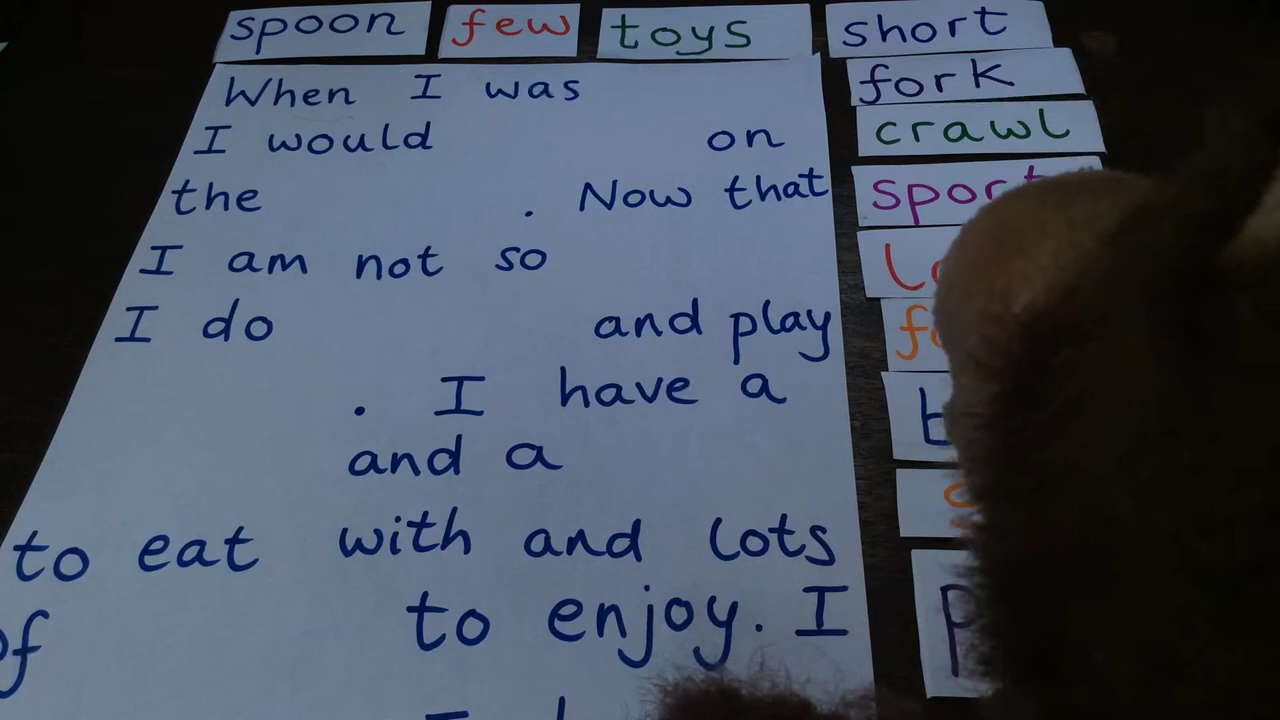 spoon few toys short
fork
crawl
When I was
I would on
the . Now that
I am not so
I do and play
. I have a
and a
to eat with and lots
of to enjoy. I